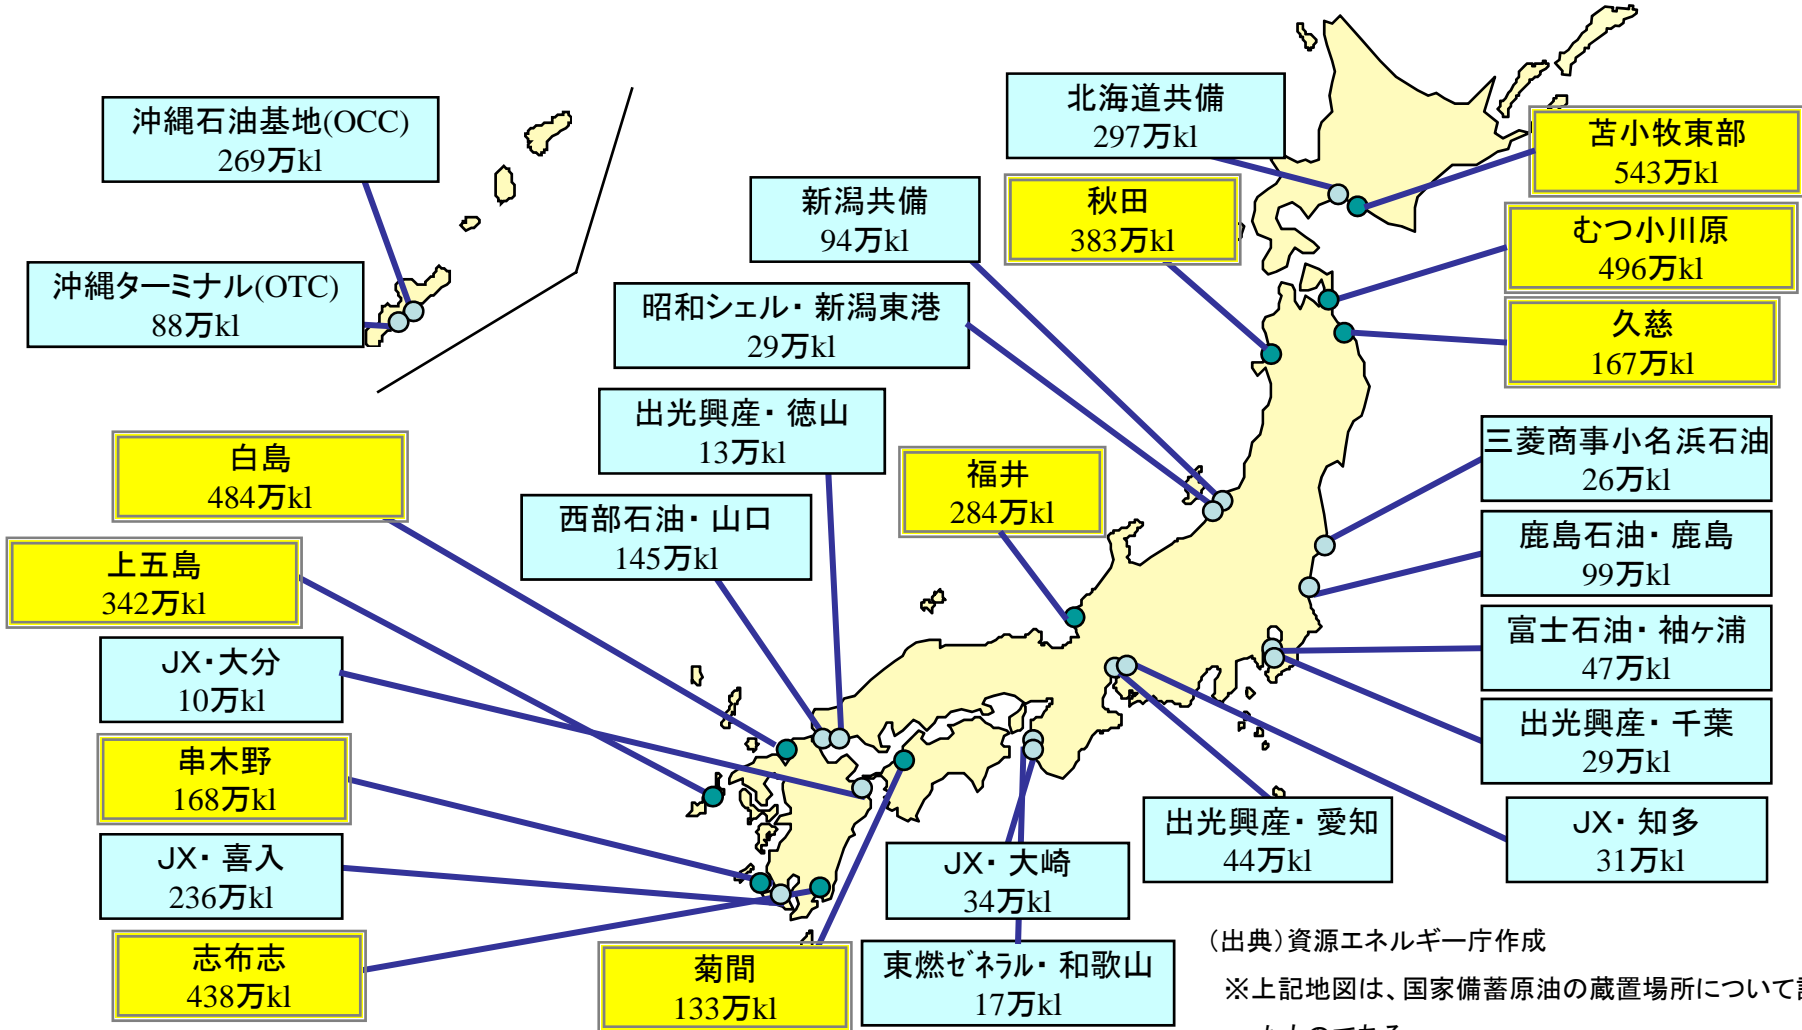 北海道共備
297万kl
沖縄石油基地(OCC)
269万kl
苫小牧東部
543万kl
新潟共備
94万kl
秋田
383万kl
むつ小川原
496万kl
沖縄ターミナル(OTC)
88万kl
昭和シェル・新潟東港
29万kl
久慈
167万kl
出光興産・徳山
13万kl
三菱商事小名浜石油
26万kl
白島
484万kl
福井
284万kl
西部石油・山口
145万kl
鹿島石油・鹿島
99万kl
上五島
342万kl
富士石油・袖ヶ浦
47万kl
JX・大分
10万kl
出光興産・千葉
29万kl
串木野
168万kl
出光興産・愛知
44万kl
JX・知多
31万kl
JX・喜入
236万kl
JX・大崎
34万kl
志布志
438万kl
菊間
133万kl
東燃ｾﾞﾈﾗﾙ・和歌山
17万kl
(出典)資源エネルギー庁作成
※上記地図は、国家備蓄原油の蔵置場所について
たものである